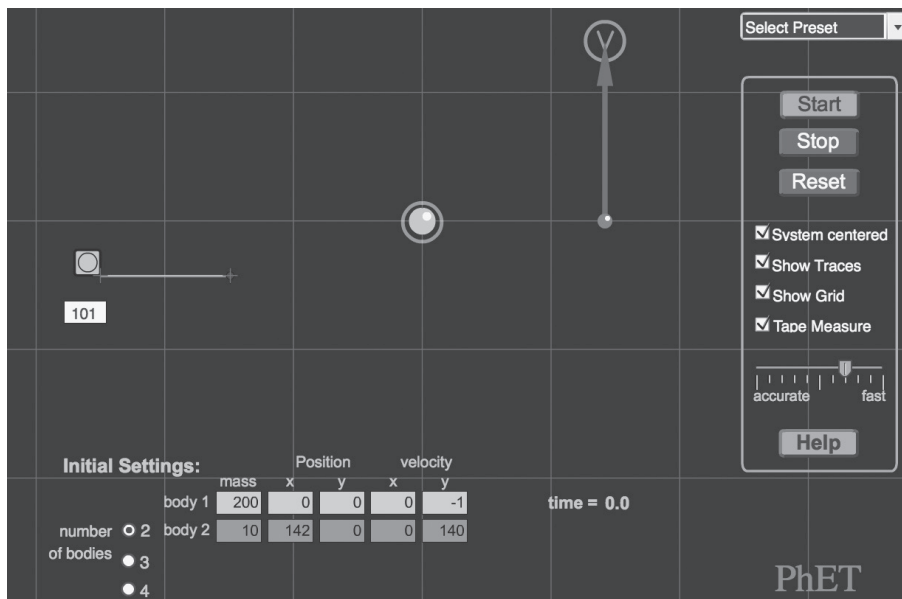 Select Preset
V
Start
Stop
Reset
System centered
Show Traces
Show Grid
Tape Measure
accurate fast
Help
101
Initial Settings:
Position velocity
mass x y x y
body 1 200 0 0 0 -1
body 2 10 142 0 0 140
number of bodies
2
3
4
time = 0.0
PhET